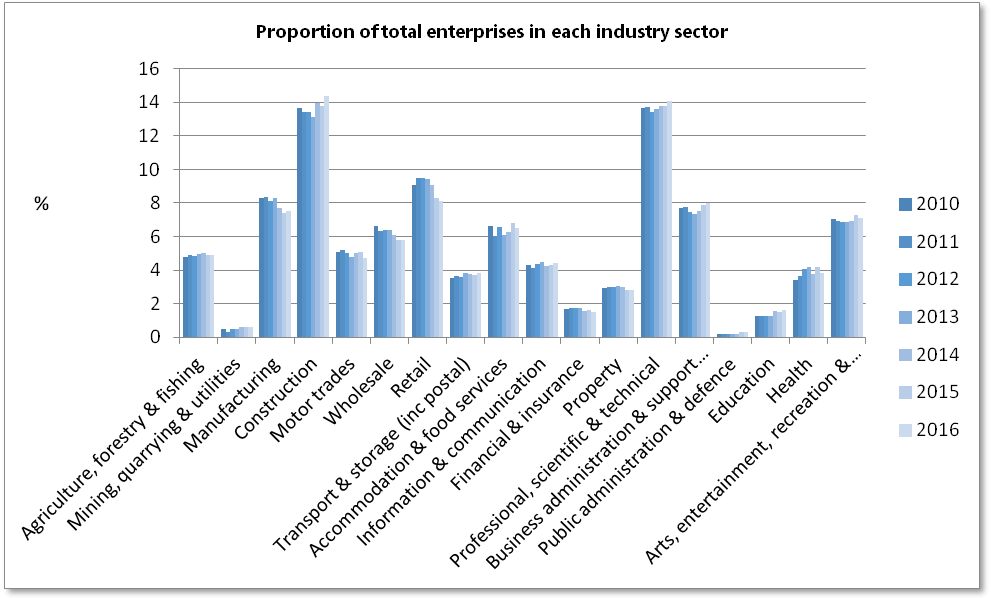 Proportion of total enterprises in each industry sector
16
14
12
10
8
6
4
2
0
%
Agriculture, forestry & fishing
Mining, quarrying & utilities
Manufacturing
Construction
Motor trades
Wholesale
Retail
Transport & storage (inc postal)
Accommodation & food services
Information & communication
Financial & insurance
Property
Professional, scientific & technical
Business administration & support...
Public administration & defence
Education
Health
Arts, entertainment, recreation &...
2010
2011
2012
2013
2014
2015
2016